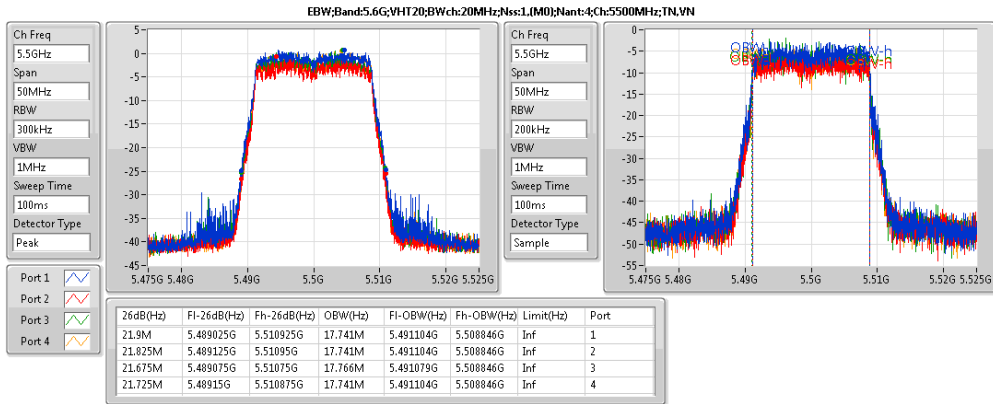 EBW;Band:5.6G;VHT20;BWch:20MHz;Nss:1,(M0);Nant:4;Ch:5500MHz;TN,VN
Ch Freq
5.5GHz
Span
50MHz
RBW
300kHz
VBW
1MHz
Sweep Time
100ms
Detector Type
Peak
5
0
-5
-10
-15
-20
-25
-30
-35
-40
-45
5.475G 5.48G 5.49G 5.5G 5.51G 5.525G
Ch Freq
5.5GHz
Span
50MHz
RBW
200kHz
VBW
1MHz
Sweep Time
100ms
Detector Type
Sample
0
-5
-10
-15
-20
-25
-30
-35
-40
-45
-50
-55
5.475G 5.48G 5.49G 5.5G 5.51G 5.52G 5.525G
Port 1
Port 2
Port 3
Port 4
26dB(Hz) Fl-26dB(Hz) Fh-26dB(Hz) OBW(Hz) Fl-OBW(Hz) Fh-OBW(Hz) Limit(Hz) Port
21.9M 5.489025G 5.510925G 17.741M 5.491104G 5.508846G Inf 1
21.825M 5.489125G 5.51095G 17.741M 5.491104G 5.508846G Inf 2
21.675M 5.489075G 5.51075G 17.766M 5.491079G 5.508846G Inf 3
21.725M 5.48915G 5.510875G 17.741M 5.491104G 5.508846G Inf 4